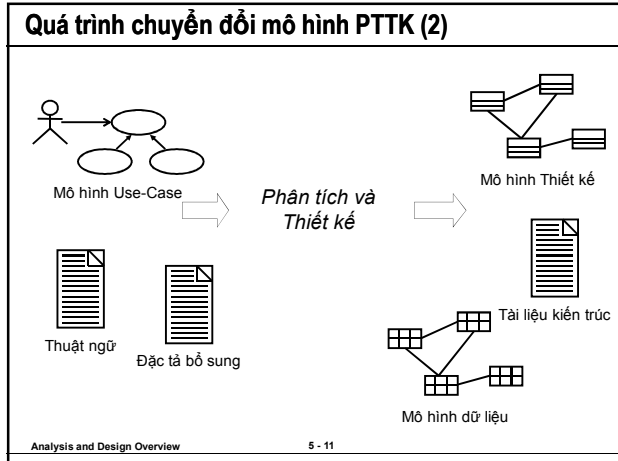 Quá trình chuyển đổi mô hình PTTK (2)
Mô hình Use-Case
Phân tích và
Thiết kế
Mô hình Thiết kế
Thuật ngữ
Đặc tả bổ sung
Tài liệu kiến trúc
Mô hình dữ liệu
Analysis and Design Overview
5 - 11